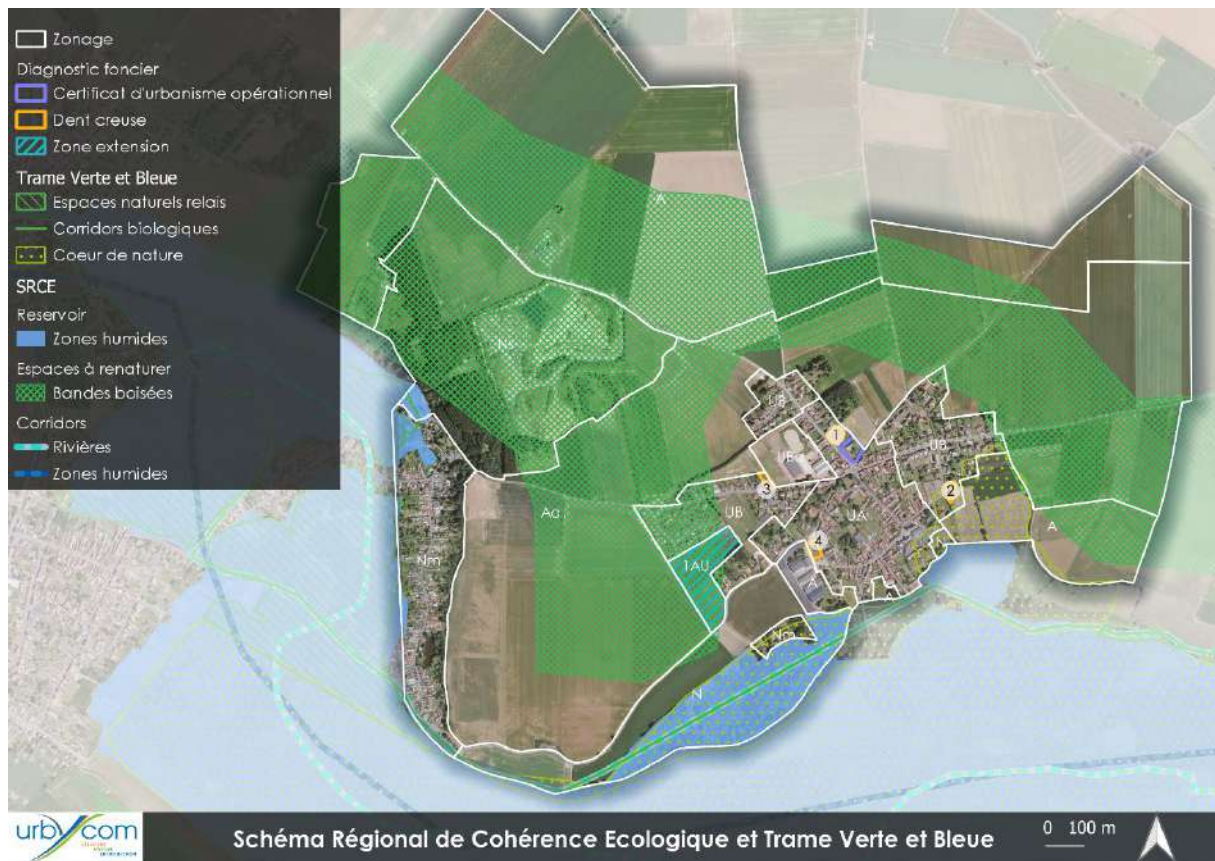 Zonage
Diagnostic foncier
Certificat d'urbanisme opérationnel
Dent creuse
Zone extension
Trame Verte et Bleue
Espaces naturels relais
Corridors biologiques
Coeur de nature
SRCE
Reservoir
Zones humides
Espaces à renaturer
Bandes boisées
Corridors
Rivières
Zones humides
A
Ns
UB
1
UB
UB
3
2
Aa
UB
UA
A
4
N
1AU
Nm
A
Nm
N
urbycom
Schéma Régional de Cohérence Ecologique et Trame Verte et Bleue
0 100 m